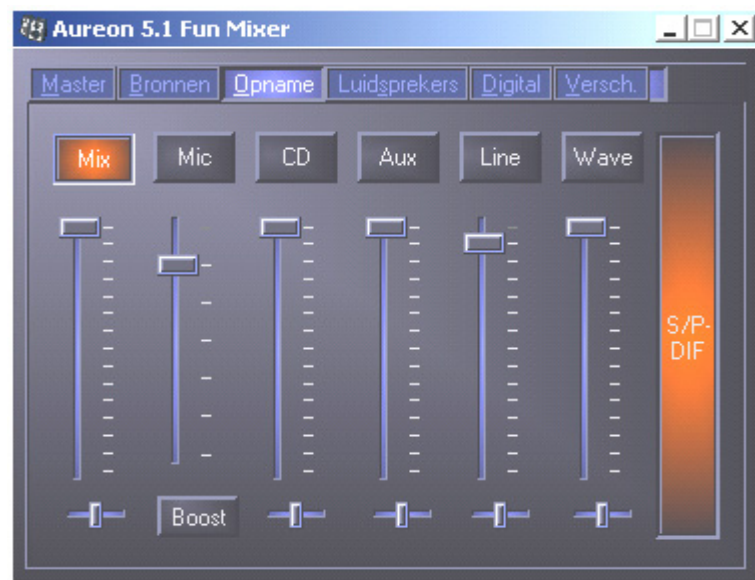 Aureon 5.1 Fun Mixer
Master Bronnen Opname Luidsprekers Digital Versch.
Mix Mic CD Aux Line Wave
S/P-
DIF
Boost